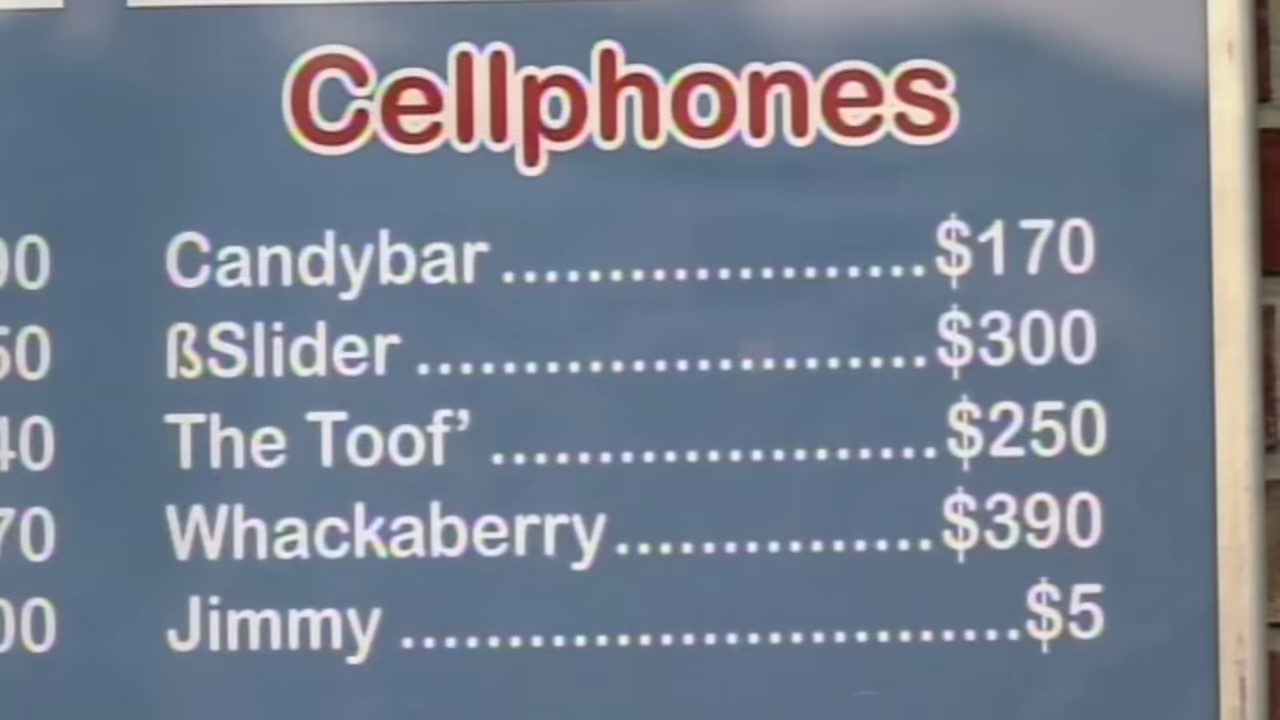 Cellphones
Candybar ....................$170
ßSlider ........................$300
The Toof’ .....................$250
Whackaberry...............$390
Jimmy .............................$5